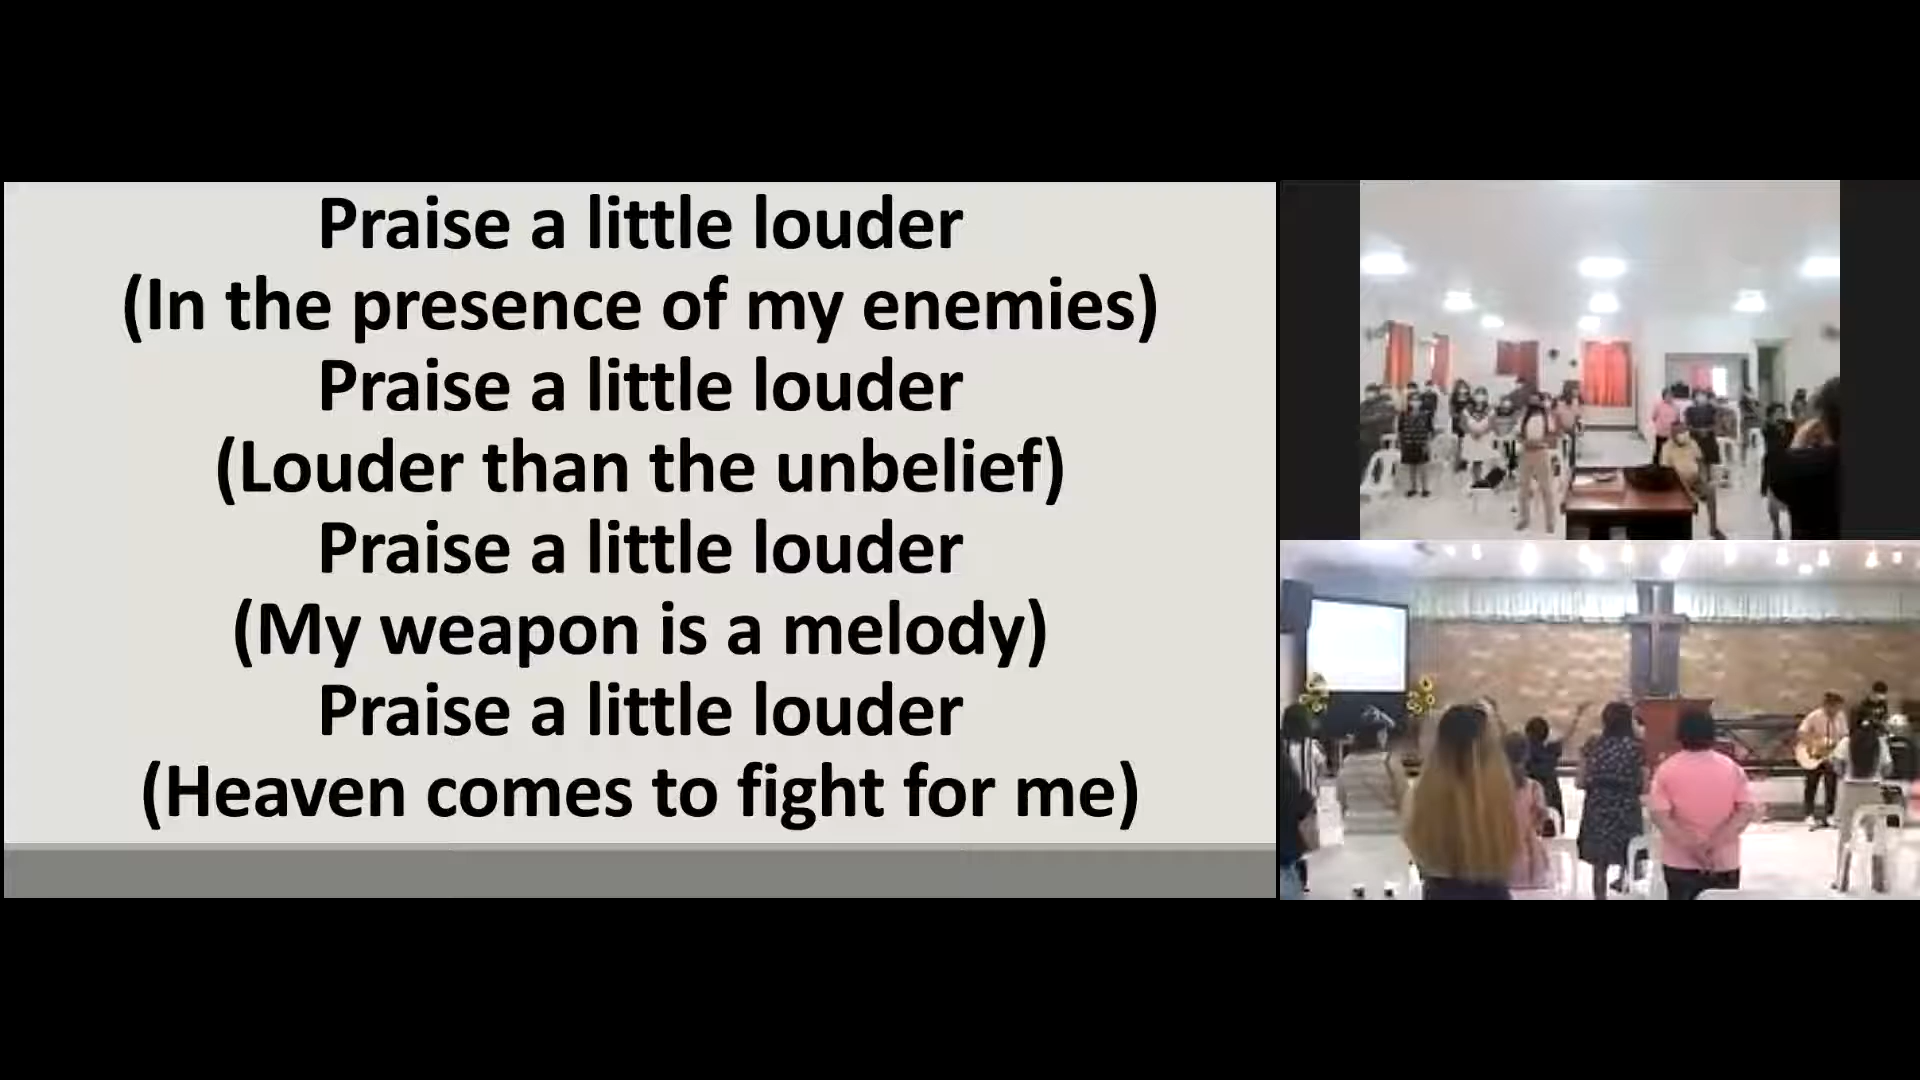 Praise a little louder
(In the presence of my enemies)
Praise a little louder
(Louder than the unbelief)
Praise a little louder
(My weapon is a melody)
Praise a little louder
(Heaven comes to fight for me)